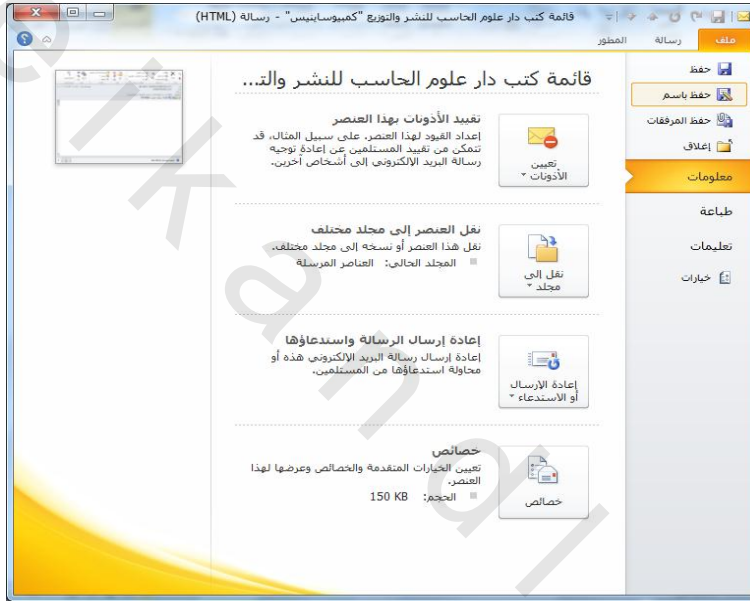 قائمة كتب دار علوم الحاسب للنشر والتوزيع "كمبيوساينيس" - رسالة (HTML)
ملف
رسالة
المطور
حفظ
حفظ باسم
حفظ المرفقات
إغلاق
معلومات
طباعة
تعليمات
خيارات
قائمة كتب دار علوم الحاسب للنشر والتـ...
تعيين
الأذونات
تقييد الأذونات بهذا العنصر
إعداد القيود لهذا العنصر. على سبيل المثال، قد
تتمكن من تقييد المستلمين عن إعادة توجيه
رسالة البريد الإلكتروني إلى أشخاص آخرين.
نقل إلى
مجلد
نقل العنصر إلى مجلد مختلف
نقل هذا العنصر أو نسخه إلى مجلد مختلف.
المجلد الحالي: العناصر المرسلة
إعادة الإرسال
أو الاستدعاء
إعادة إرسال الرسالة واستدعاؤها
إعادة إرسال رسالة البريد الإلكتروني هذه أو
محاولة استدعاؤها من المستلمين.
خصائص
خصائص
تعيين الخيارات المتقدمة والخصائص وعرضها لهذا
العنصر.
الحجم: 150 KB